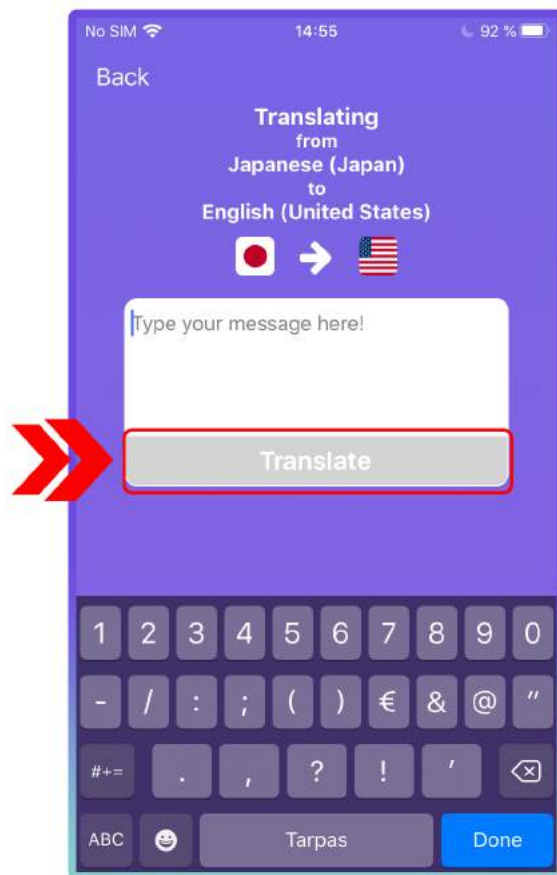 No SIM 14:55 92 %
Back
Translating
from
Japanese (Japan)
to
English (United States)
Type your message here!
Translate
1 2 3 4 5 6 7 8 9 0
- / : ; ( ) € & @ "
#+= . , ? ! '
ABC Tarpas Done